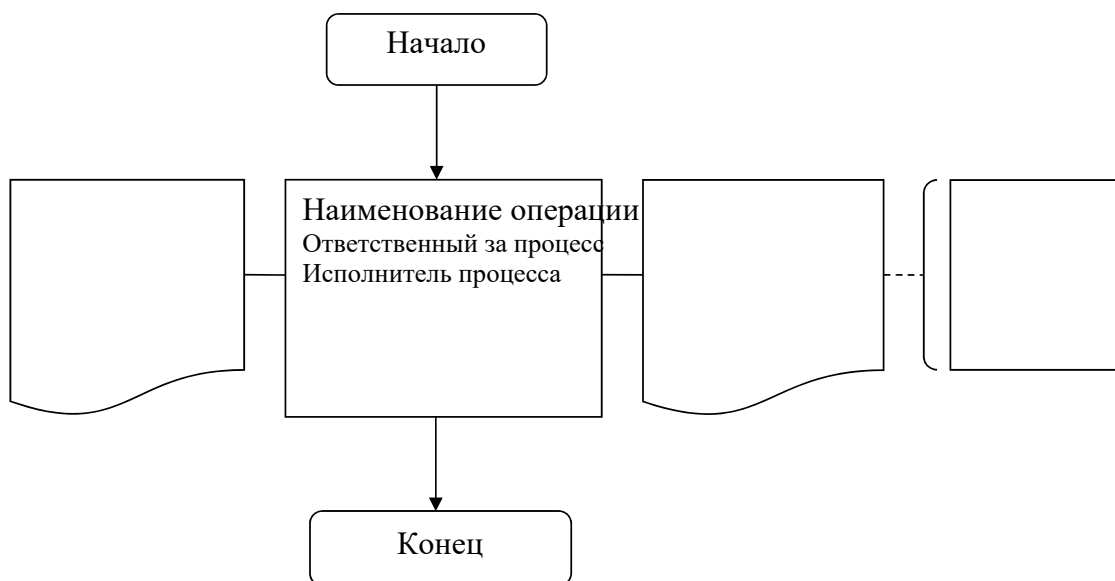 Начало
Наименование операции
Ответственный за процесс
Исполнитель процесса
Конец